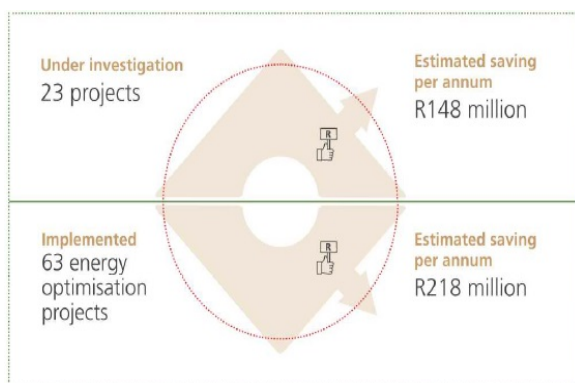 Under investigation
23 projects
Estimated saving
per annum
R148 million
R
Implemented
63 energy
optimisation
projects
R
Estimated saving
per annum
R218 million